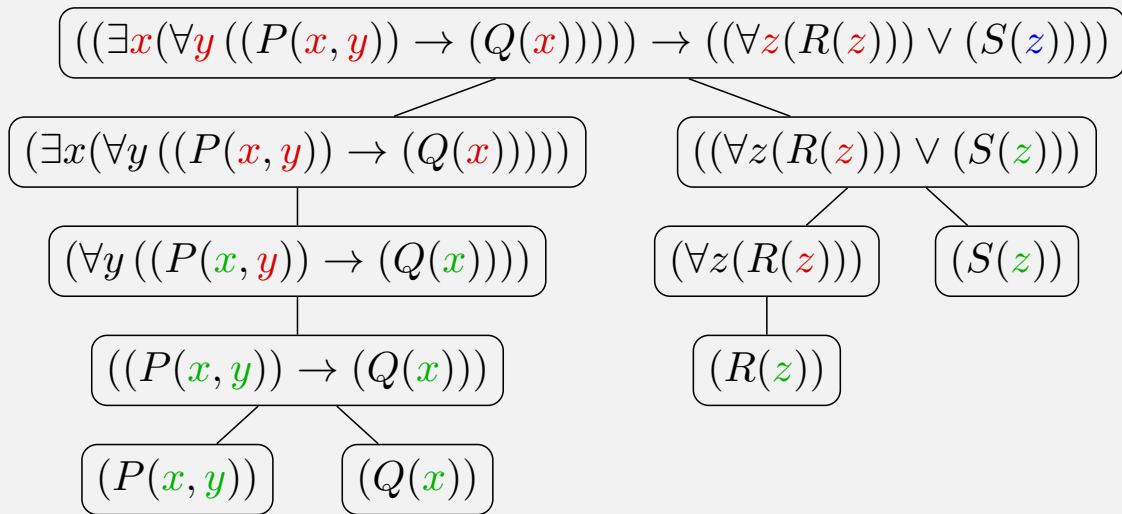 ((∃x(∀y ((P(x, y)) → (Q(x))))) → ((∀z(R(z))) ∨ (S(z))))
(∃x(∀y ((P(x, y)) → (Q(x)))))
((∀z(R(z))) ∨ (S(z)))
(∀y ((P(x, y)) → (Q(x))))
(∀z(R(z)))
(S(z))
((P(x, y)) → (Q(x)))
(R(z))
(P(x, y))
(Q(x))